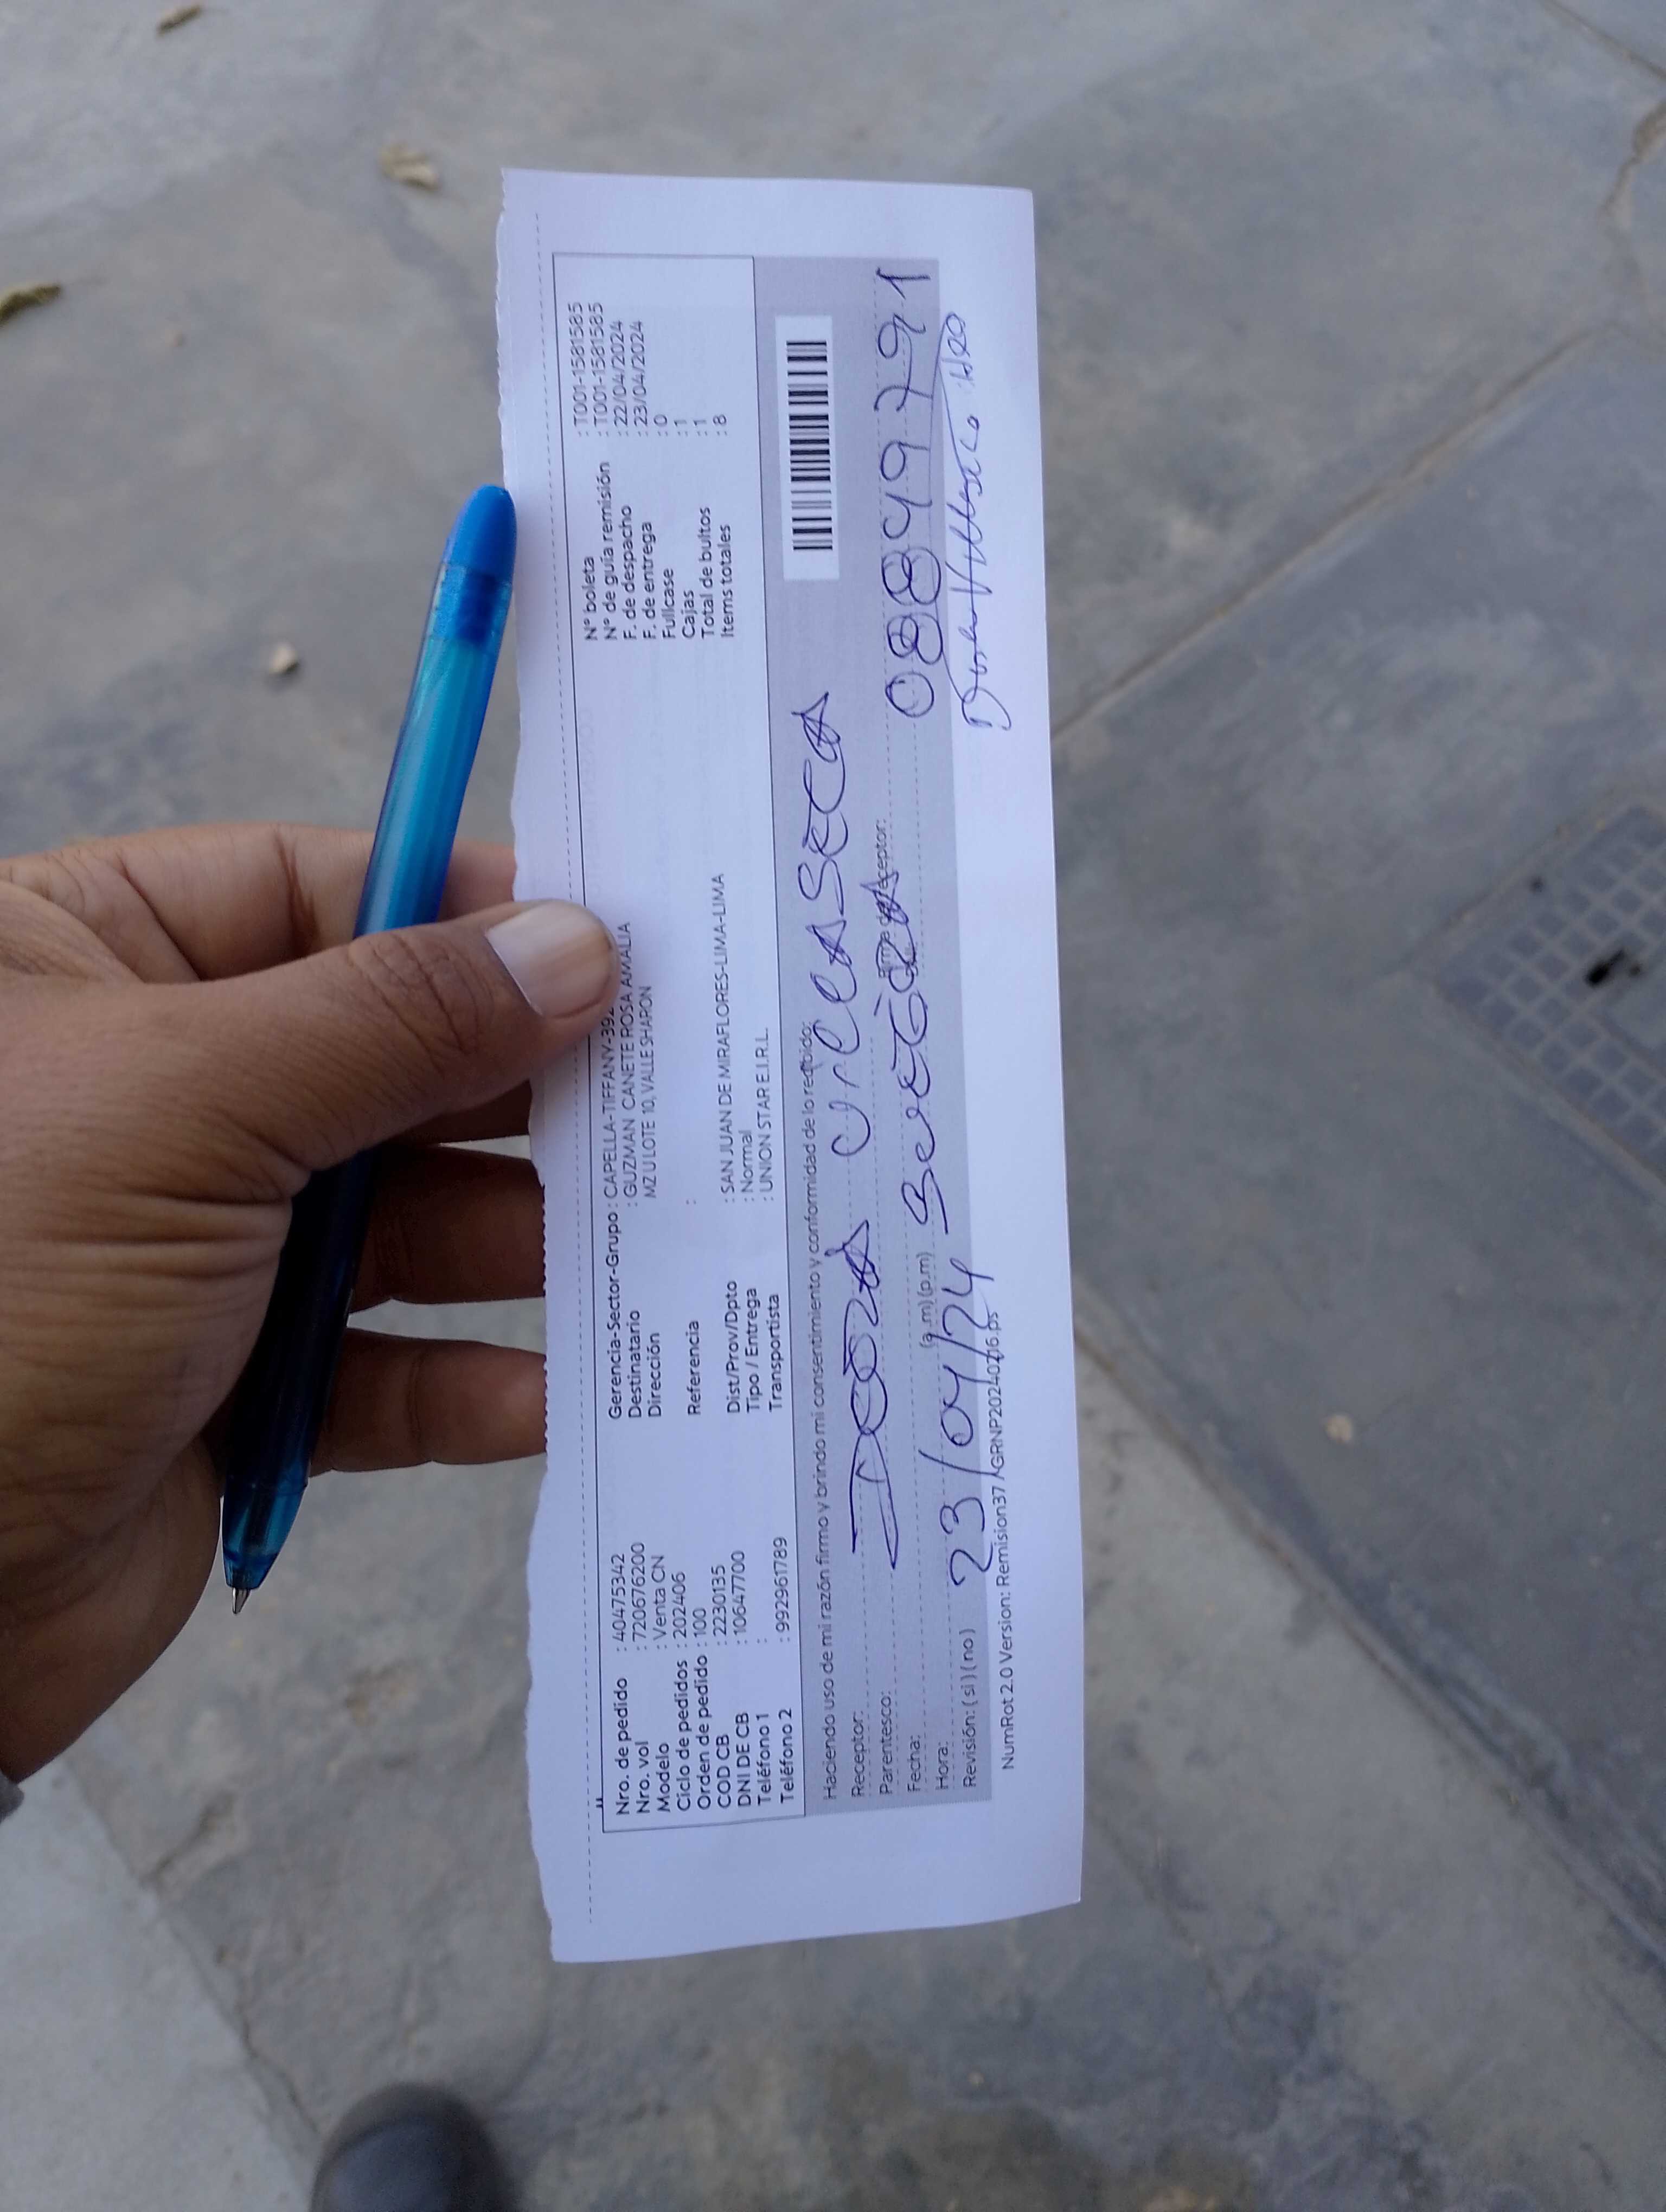 Nro. de pedido : 40475342
Nro. vol : 720676200
Modelo : Venta CN
Ciclo de pedidos : 202406
Orden de pedido : 100
COD CB : 2230135
DNI DE CB : 10647700
Teléfono 1 :
Teléfono 2 : 992961789
Gerencia-Sector-Grupo : CAPELLA-TIFFANY-392
Destinatario : GUZMAN CANETE ROSA AMALIA
Dirección MZ U LOTE 10, VALLE SHARON
Referencia :
Dist/Prov/Dpto : SAN JUAN DE MIRAFLORES-LIMA-LIMA
Tipo / Entrega : Normal
Transportista : UNION STAR E.I.R.L.
N° boleta : T001-1581585
N° de guía remisión : T001-1581585
F. de despacho : 22/04/2024
F. de entrega : 23/04/2024
Fullcase : 0
Cajas : 1
Total de bultos : 1
Items totales : 8
Haciendo uso de mi razón firmo y brindo mi consentimiento y conformidad de lo recibido:
Receptor:
Parentesco:
Fecha: Firma del receptor: 08849791
Hora: (a.m) (p.m)
Revisión: ( si ) ( no ) 23/04/24
NumRot 2.0 Version: Remision37 /GRNP20240216.ps